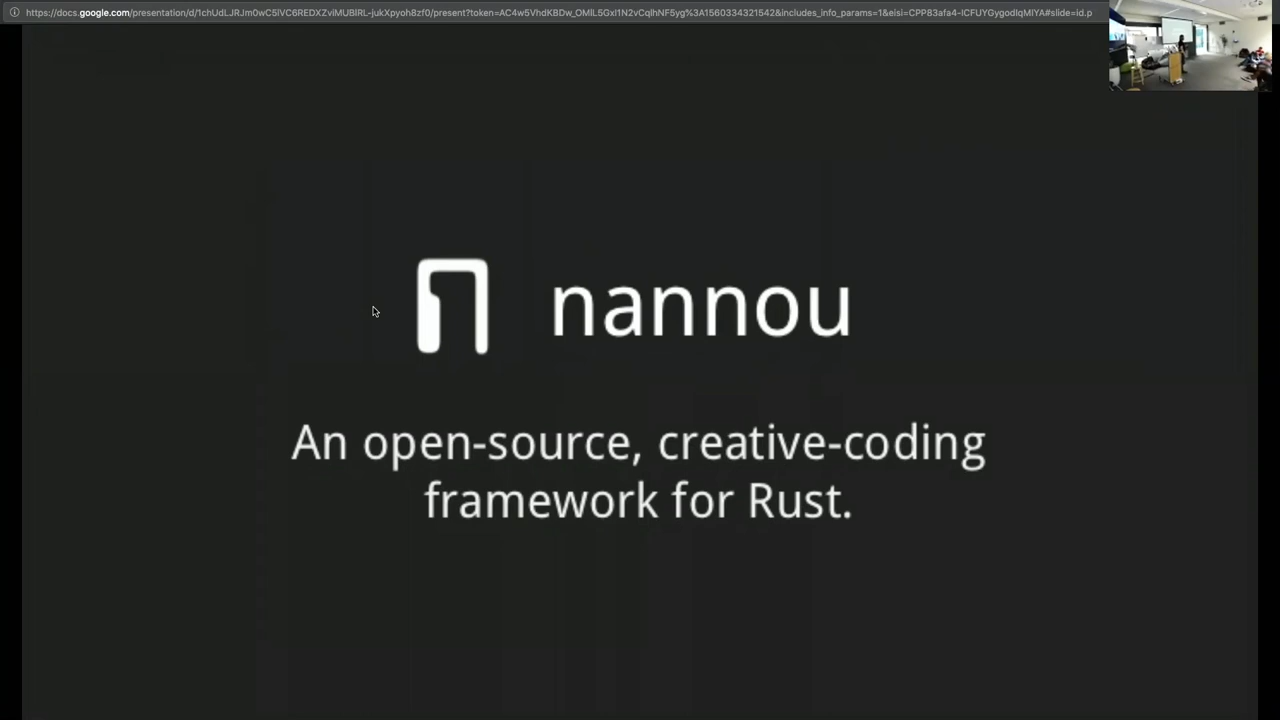 nannou
An open-source, creative-coding
framework for Rust.